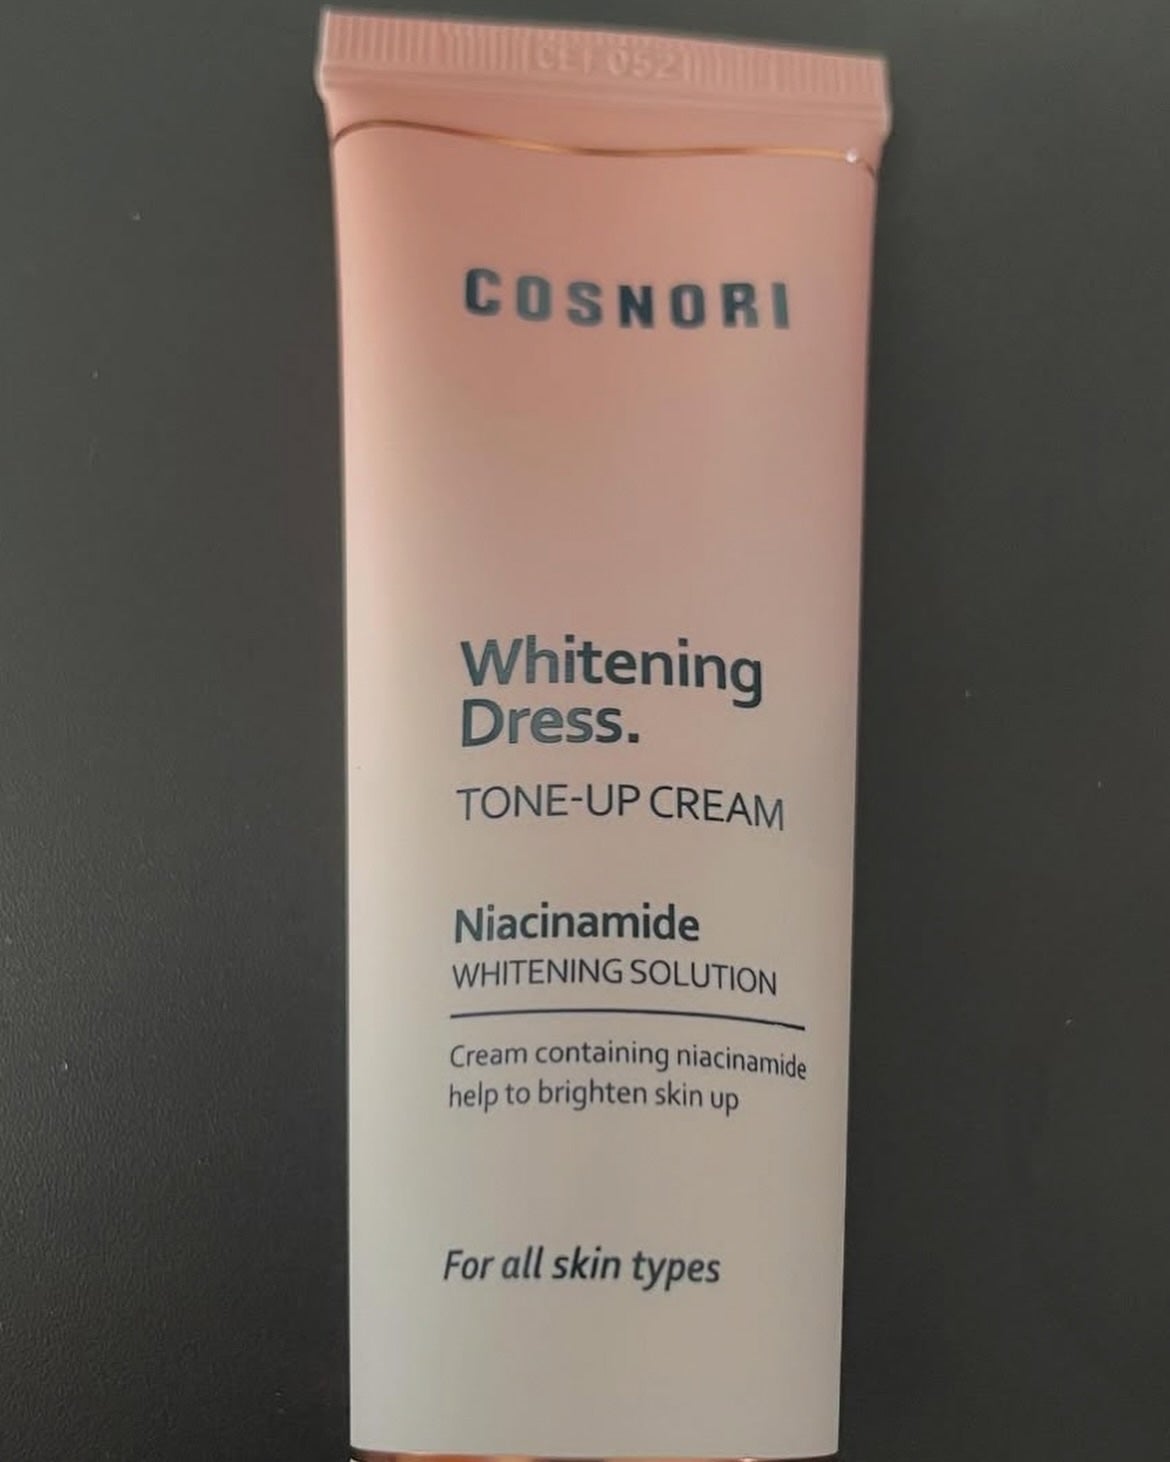 COSNORI
Whitening
Dress.
TONE-UP CREAM
Niacinamide
WHITENING SOLUTION
Cream containing niacinamide
help to brighten skin up
For all skin types